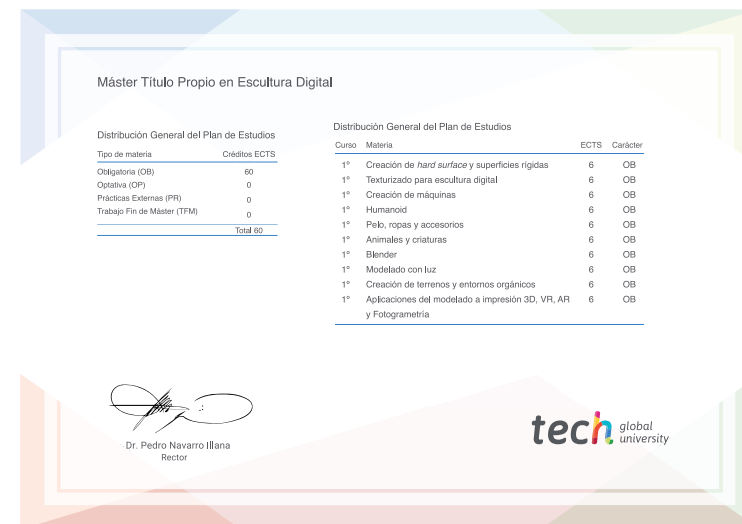 Máster Título Propio en Escultura Digital
Distribución General del Plan de Estudios
Tipo de materia Créditos ECTS
Obligatoria (OB) 60
Optativa (OP) 0
Prácticas Externas (PR) 0
Trabajo Fin de Máster (TFM) 0
Total 60
Distribución General del Plan de Estudios
Curso Materia ECTS Carácter
1º Creación de hard surface y superficies rígidas 6 OB
1º Texturizado para escultura digital 6 OB
1º Creación de máquinas 6 OB
1º Humanoid 6 OB
1º Pelo, ropas y accesorios 6 OB
1º Animales y criaturas 6 OB
1º Blender 6 OB
1º Modelado con luz 6 OB
1º Creación de terrenos y entornos orgánicos 6 OB
1º Aplicaciones del modelado a impresión 3D, VR, AR 6 OB
y Fotogrametría
Dr. Pedro Navarro Illana
Rector
tech global
university